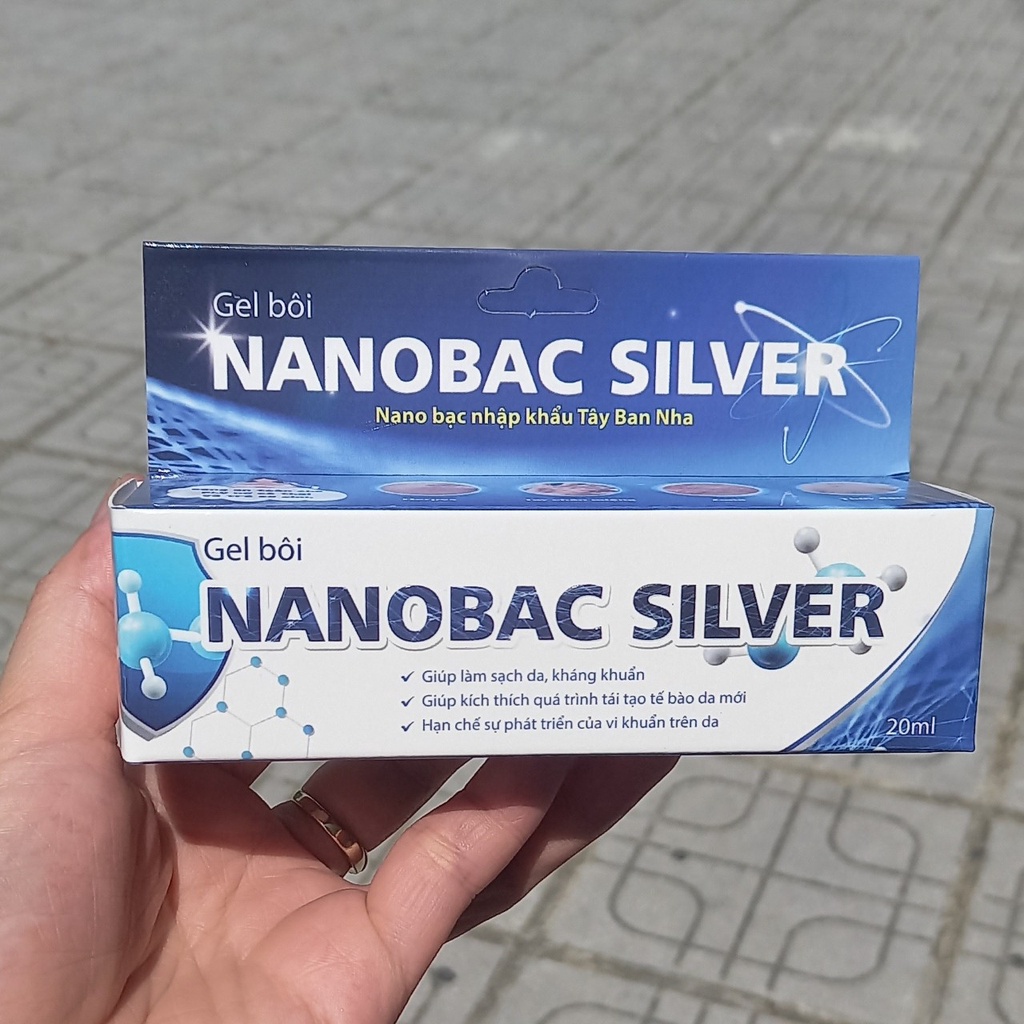 Gel bôi
NANOBAC SILVER
Nano bạc nhập khẩu Tây Ban Nha
Gel bôi
NANOBAC SILVER
✓ Giúp làm sạch da, kháng khuẩn
✓ Giúp kích thích quá trình tái tạo tế bào da mới
✓ Hạn chế sự phát triển của vi khuẩn trên da
20ml